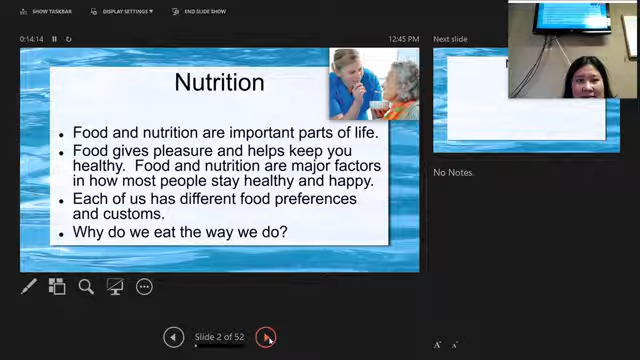 SHOW TASKBAR
DISPLAY SETTINGS ▼
END SLIDE SHOW
0:14:14
12:45 PM
Next slide
Nutrition
• Food and nutrition are important parts of life.
• Food gives pleasure and helps keep you
healthy. Food and nutrition are major factors
in how most people stay healthy and happy.
• Each of us has different food preferences
and customs.
• Why do we eat the way we do?
No Notes.
Slide 2 of 52
A A